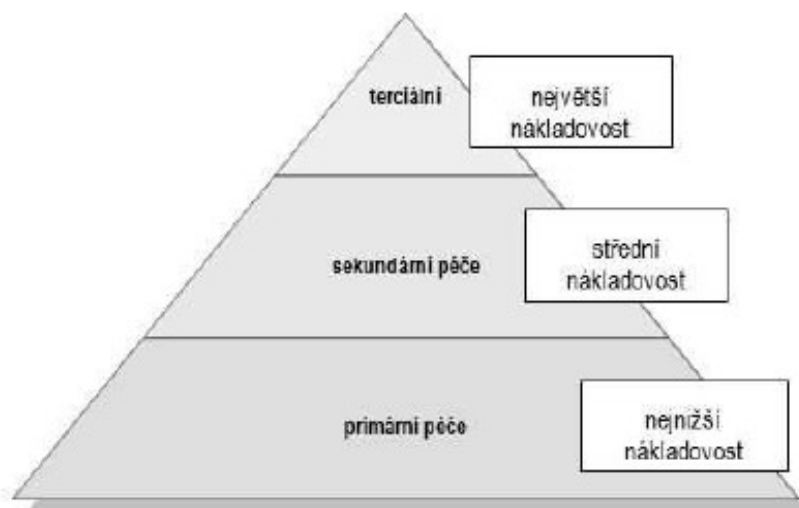 terciální
největší
nákladovost
sekundární péče
střední
nákladovost
primární péče
nejnižší
nákladovost